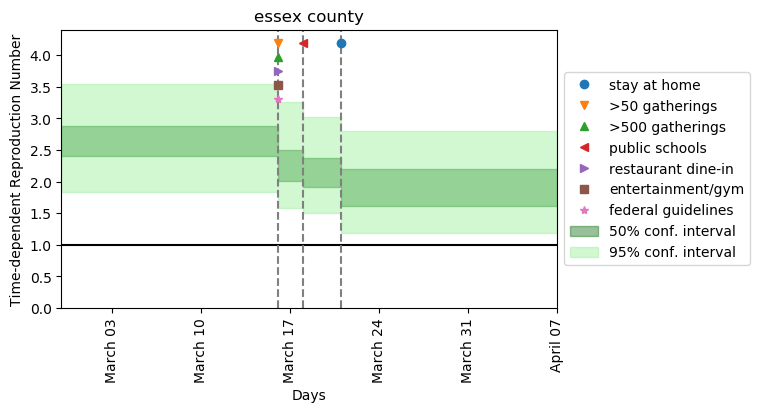 essex county
Time-dependent Reproduction Number
4.0
3.5
3.0
2.5
2.0
1.5
1.0
0.5
0.0
March 03
March 10
March 17
March 24
March 31
April 07
Days
stay at home
>50 gatherings
>500 gatherings
public schools
restaurant dine-in
entertainment/gym
federal guidelines
50% conf. interval
95% conf. interval